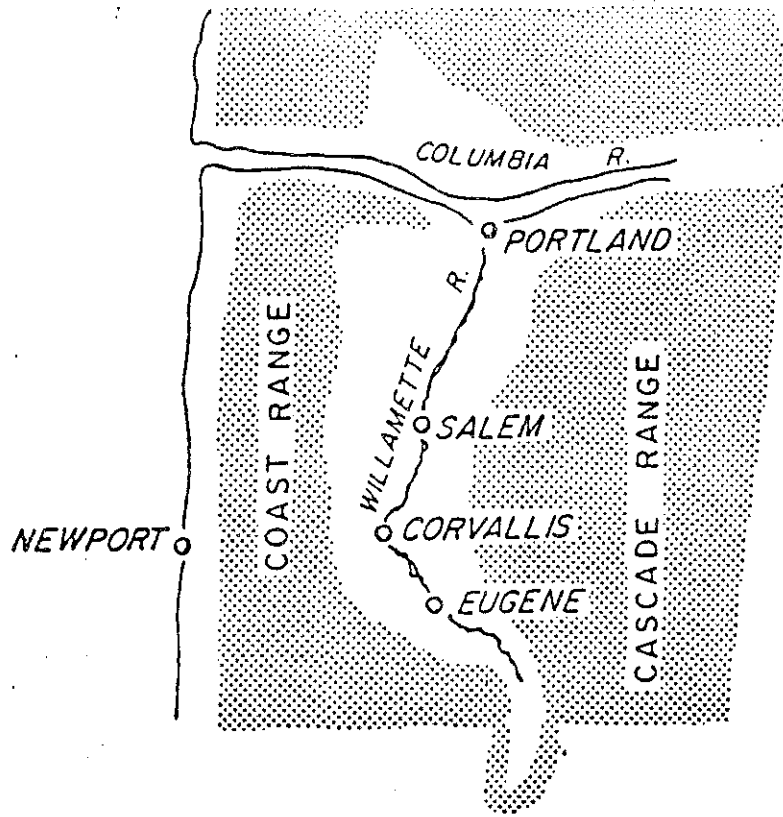 COLUMBIA R.
PORTLAND
WILLAMETTE R.
COAST RANGE
CASCADE RANGE
SALEM
NEWPORT
CORVALLIS
EUGENE